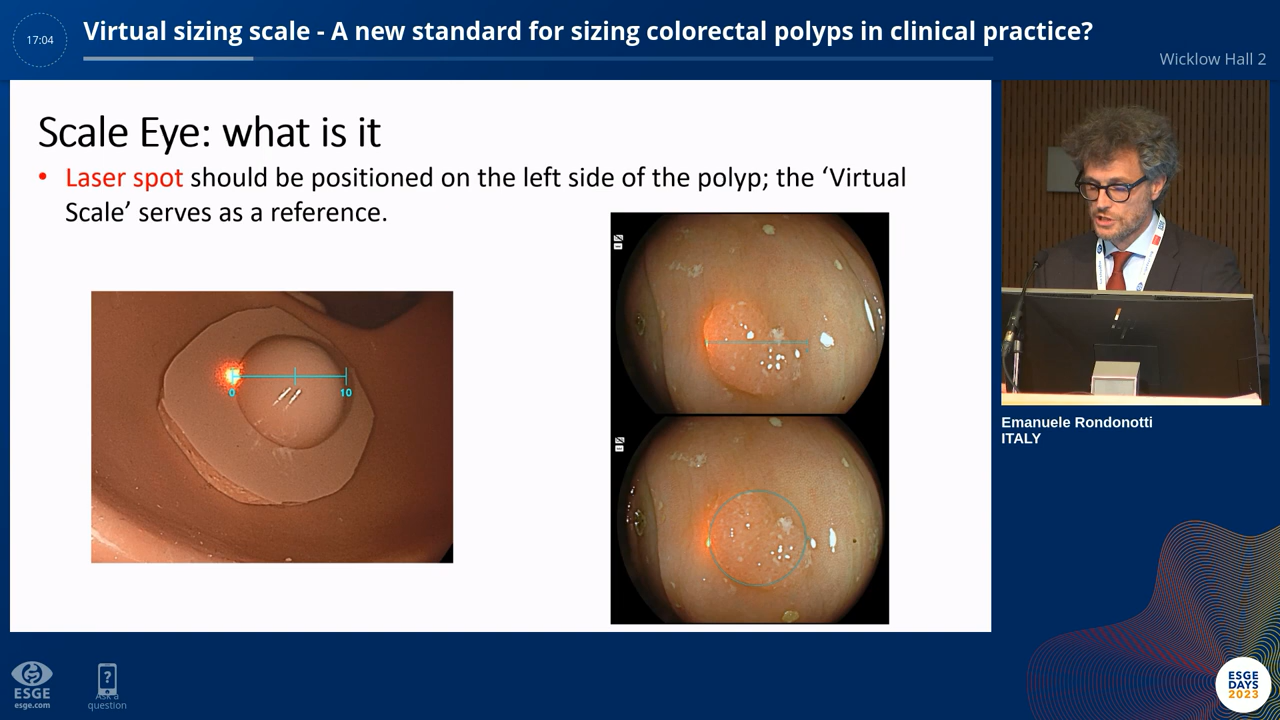 17:04
Virtual sizing scale - A new standard for sizing colorectal polyps in clinical practice?
Wicklow Hall 2
Scale Eye: what is it
• Laser spot should be positioned on the left side of the polyp; the ‘Virtual
Scale’ serves as a reference.
0
10
Emanuele Rondonotti
ITALY
ESGE
esge.com
?
Ask a
question
ESGE
DAYS
2023